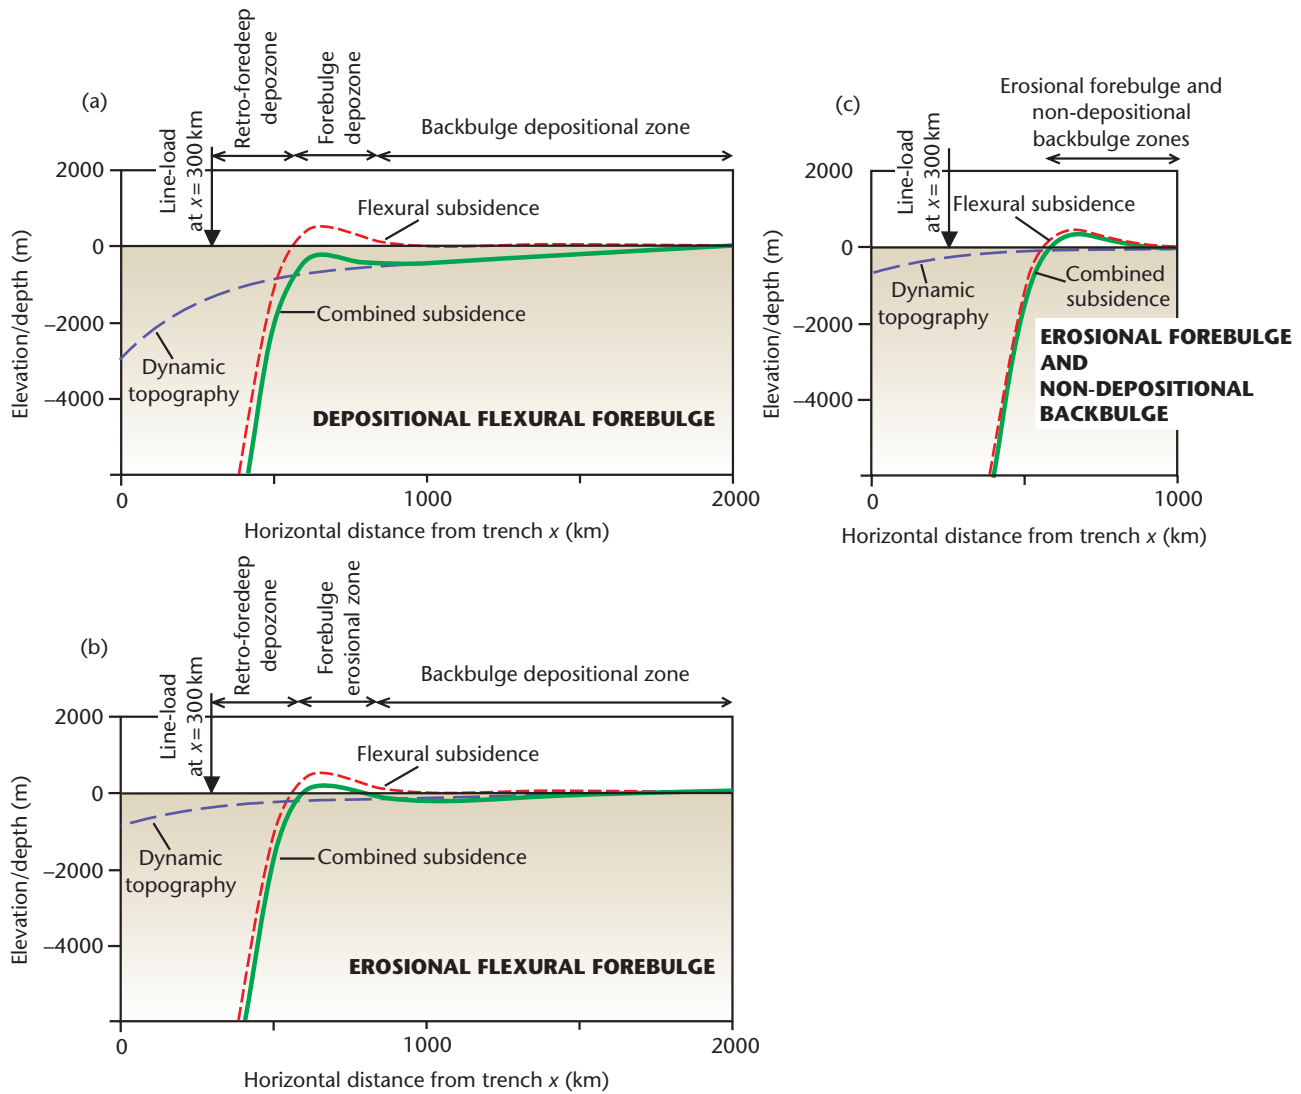 (a)
Line-load
at x = 300 km
Retro-foredeep
depozone
Forebulge
depozone
Backbulge depositional zone
2000
0
–2000
–4000
Elevation/depth (m)
Flexural subsidence
Combined subsidence
Dynamic
topography
DEPOSITIONAL FLEXURAL FOREBULGE
0
1000
2000
Horizontal distance from trench x (km)
(c)
Line-load
at x = 300 km
Erosional forebulge and
non-depositional
backbulge zones
2000
0
–2000
–4000
Elevation/depth (m)
Flexural subsidence
Dynamic
topography
Combined
subsidence
EROSIONAL FOREBULGE
AND
NON-DEPOSITIONAL
BACKBULGE
0
1000
Horizontal distance from trench x (km)
(b)
Line-load
at x = 300 km
Retro-foredeep
depozone
Forebulge
erosional zone
Backbulge depositional zone
2000
0
–2000
–4000
Elevation/depth (m)
Flexural subsidence
Combined subsidence
Dynamic
topography
EROSIONAL FLEXURAL FOREBULGE
0
1000
2000
Horizontal distance from trench x (km)